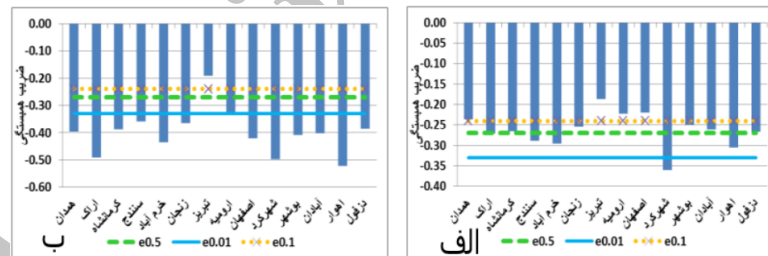 0.00
-0.10
-0.20
-0.30
-0.40
-0.50
-0.60
ضریب همبستگی
همدان
اراک
کرمانشاه
سنندج
خرم آباد
زنجان
تبریز
ارومیه
اصفهان
شهرکرد
بوشهر
آبادان
اهواز
دزفول
e0.5 e0.01 e0.1
ب
0.00
-0.05
-0.10
-0.15
-0.20
-0.25
-0.30
-0.35
-0.40
ضریب همبستگی
همدان
اراک
کرمانشاه
سنندج
خرم آباد
زنجان
تبریز
ارومیه
اصفهان
شهرکرد
بوشهر
آبادان
اهواز
دزفول
e0.5 e0.01 e0.1
الف